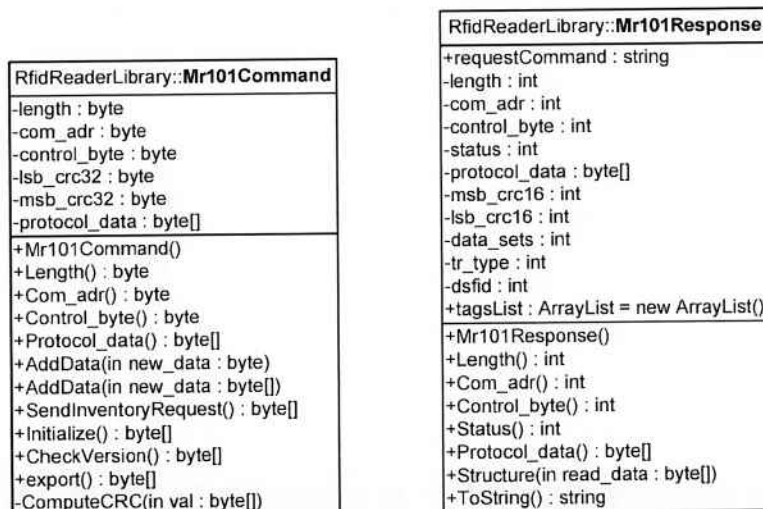 RfidReaderLibrary::Mr101Command
-length : byte
-com_adr : byte
-control_byte : byte
-lsb_crc32 : byte
-msb_crc32 : byte
-protocol_data : byte[]
+Mr101Command()
+Length() : byte
+Com_adr() : byte
+Control_byte() : byte
+Protocol_data() : byte[]
+AddData(in new_data : byte)
+AddData(in new_data : byte[])
+SendInventoryRequest() : byte[]
+Initialize() : byte[]
+CheckVersion() : byte[]
+export() : byte[]
-ComputeCRC(in val : byte[])
RfidReaderLibrary::Mr101Response
+requestCommand : string
-length : int
-com_adr : int
-control_byte : int
-status : int
-protocol_data : byte[]
-msb_crc16 : int
-lsb_crc16 : int
-data_sets : int
-tr_type : int
-dsfid : int
+tagsList : ArrayList = new ArrayList()
+Mr101Response()
+Length() : int
+Com_adr() : int
+Control_byte() : int
+Status() : int
+Protocol_data() : byte[]
+Structure(in read_data : byte[])
+ToString() : string